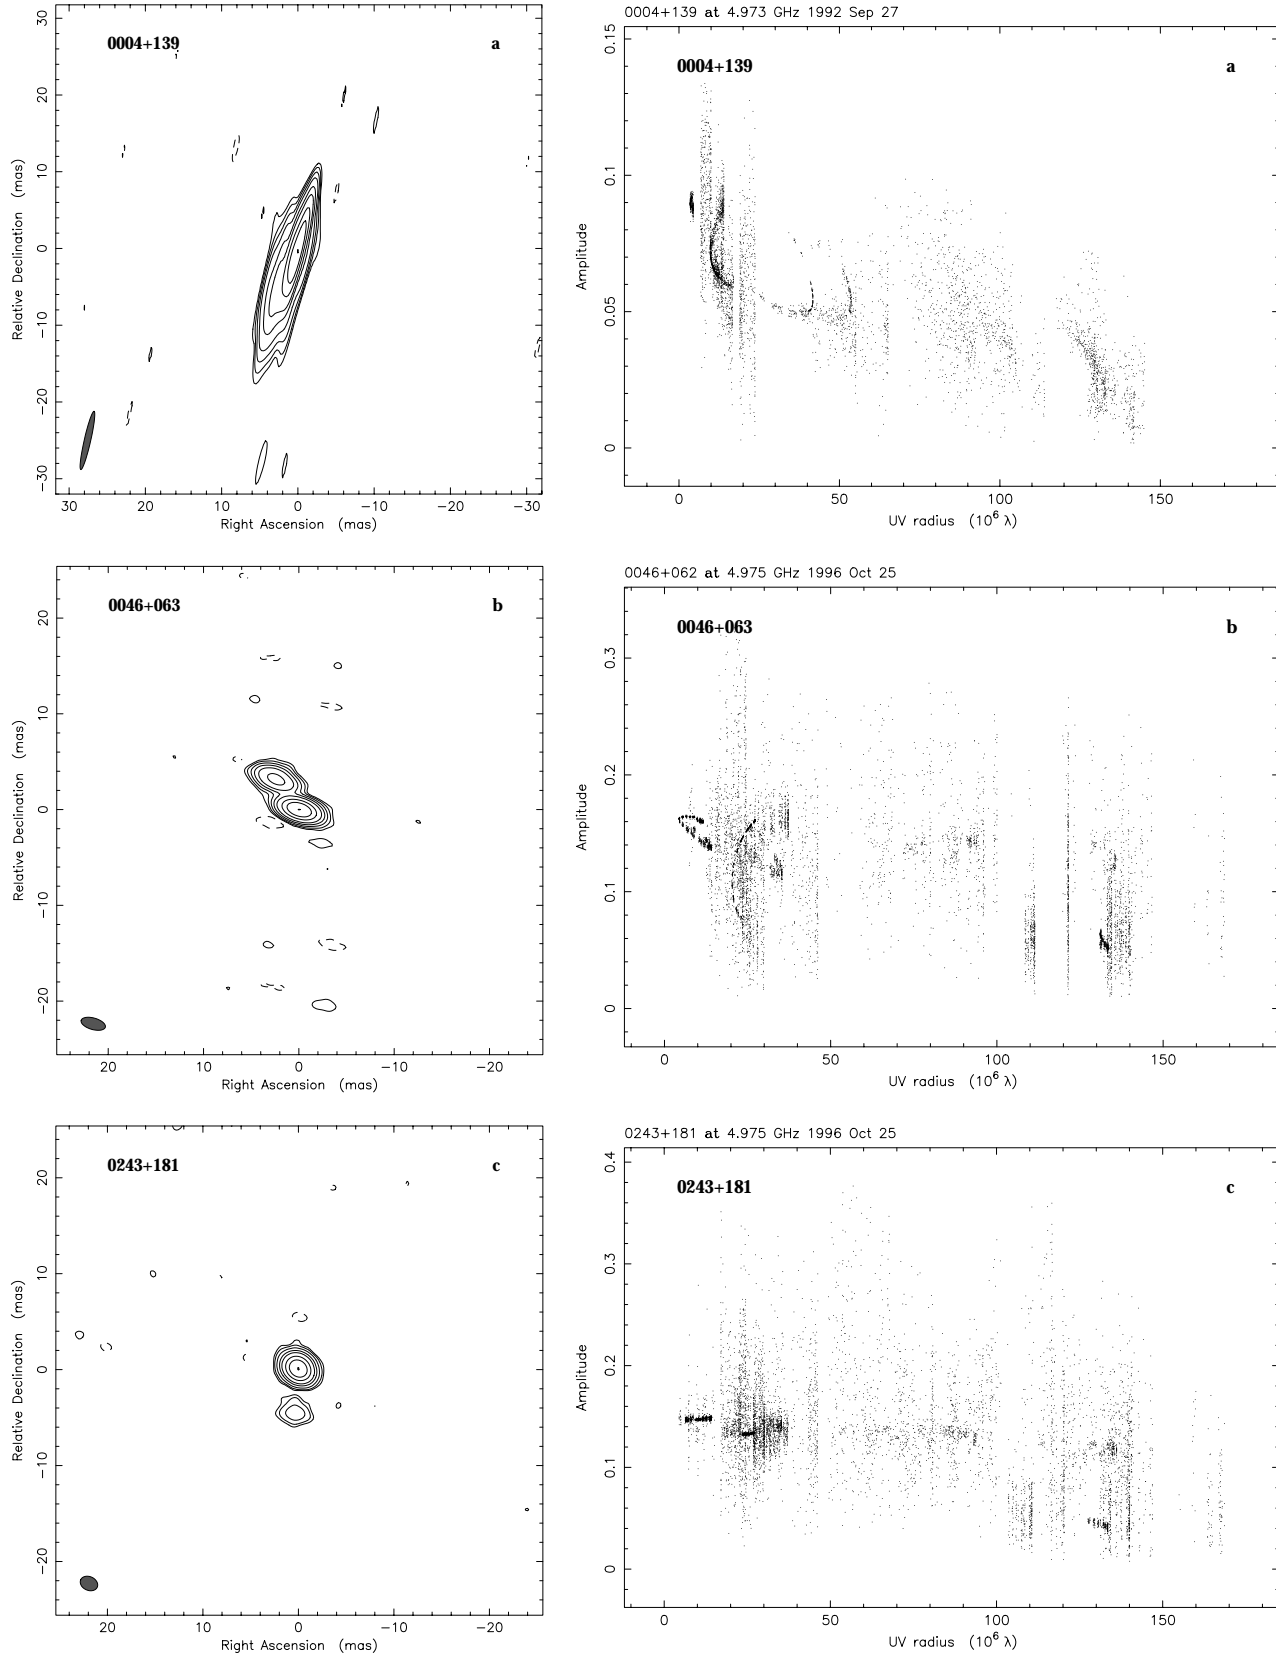 0004+139 a
30
20
10
0
−10
−20
−30
Relative Declination (mas)
30 20 10 0 −10 −20 −30
Right Ascension (mas)
0004+139 at 4.973 GHz 1992 Sep 27
0004+139 a
0.15
0.1
0.05
0
Amplitude
0 50 100 150
UV radius (10⁶ λ)
0046+063 b
20
10
0
−10
−20
Relative Declination (mas)
20 10 0 −10 −20
Right Ascension (mas)
0046+062 at 4.975 GHz 1996 Oct 25
0046+063 b
0.3
0.2
0.1
0
Amplitude
0 50 100 150
UV radius (10⁶ λ)
0243+181 c
20
10
0
−10
−20
Relative Declination (mas)
20 10 0 −10 −20
Right Ascension (mas)
0243+181 at 4.975 GHz 1996 Oct 25
0243+181 c
0.4
0.3
0.2
0.1
0
Amplitude
0 50 100 150
UV radius (10⁶ λ)